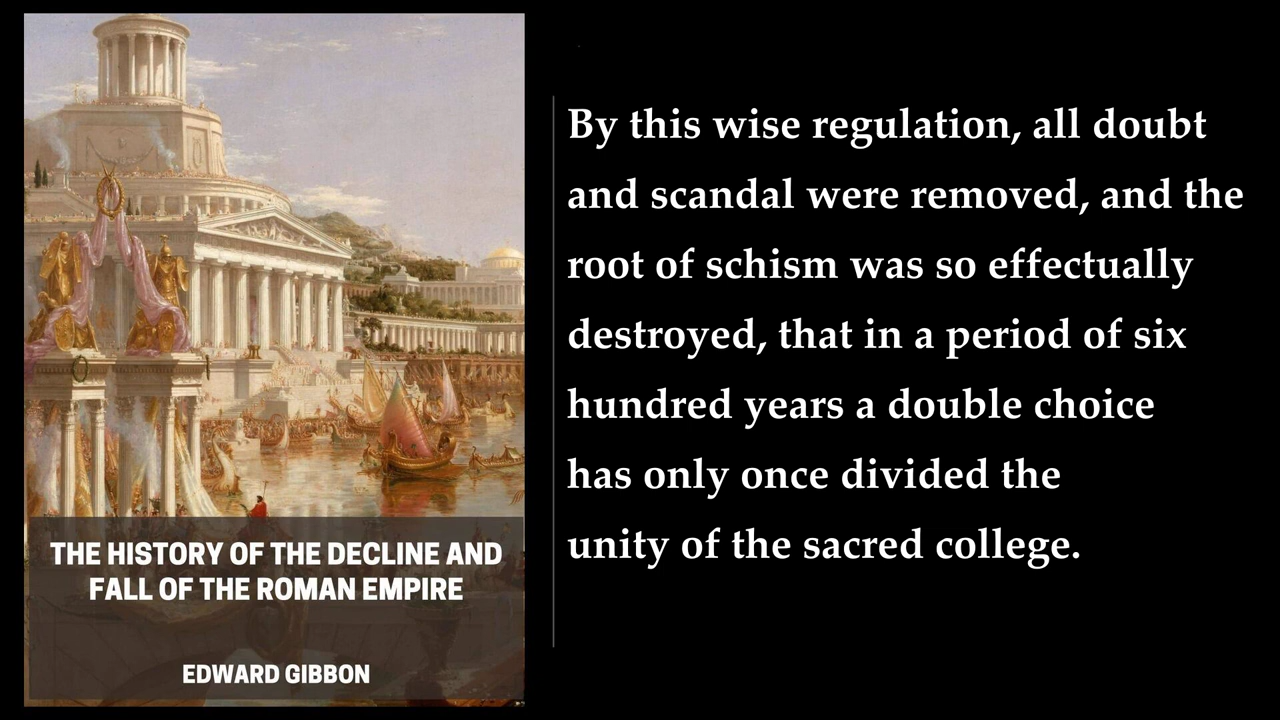 THE HISTORY OF THE DECLINE AND
FALL OF THE ROMAN EMPIRE
EDWARD GIBBON
By this wise regulation, all doubt
and scandal were removed, and the
root of schism was so effectually
destroyed, that in a period of six
hundred years a double choice
has only once divided the
unity of the sacred college.